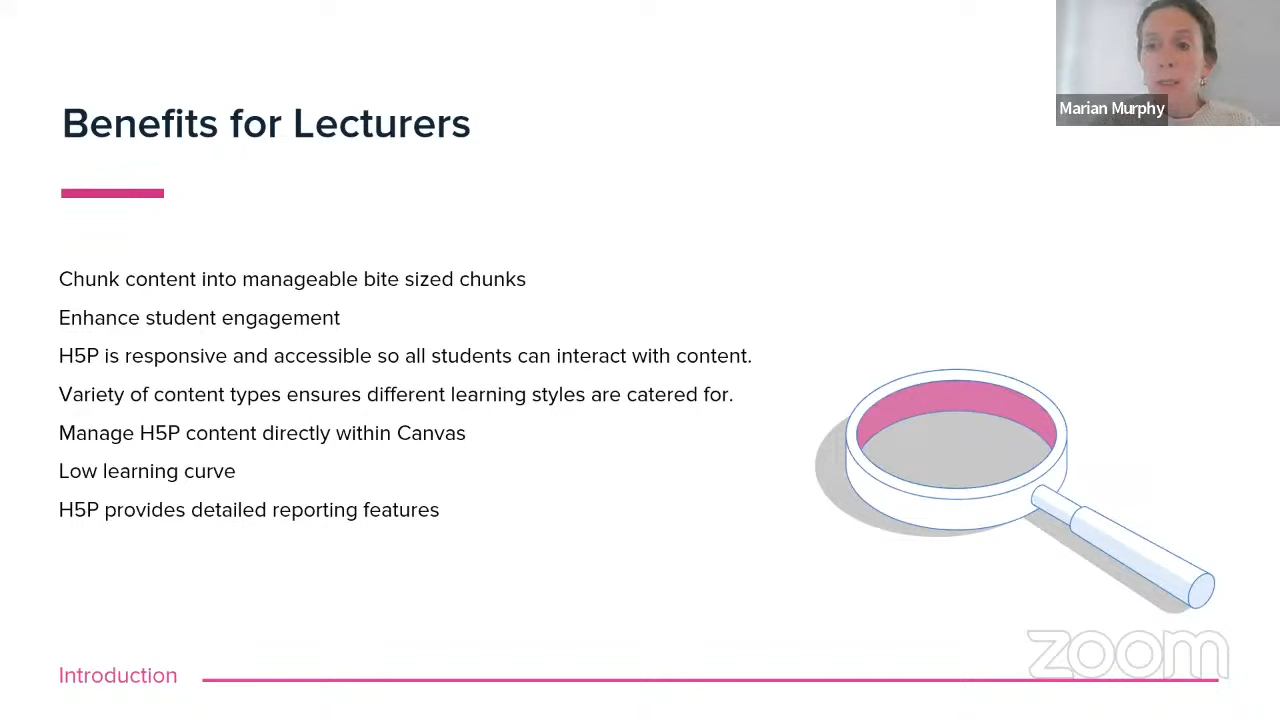 Marian Murphy
Benefits for Lecturers
Chunk content into manageable bite sized chunks
Enhance student engagement
H5P is responsive and accessible so all students can interact with content.
Variety of content types ensures different learning styles are catered for.
Manage H5P content directly within Canvas
Low learning curve
H5P provides detailed reporting features
Introduction
zoom